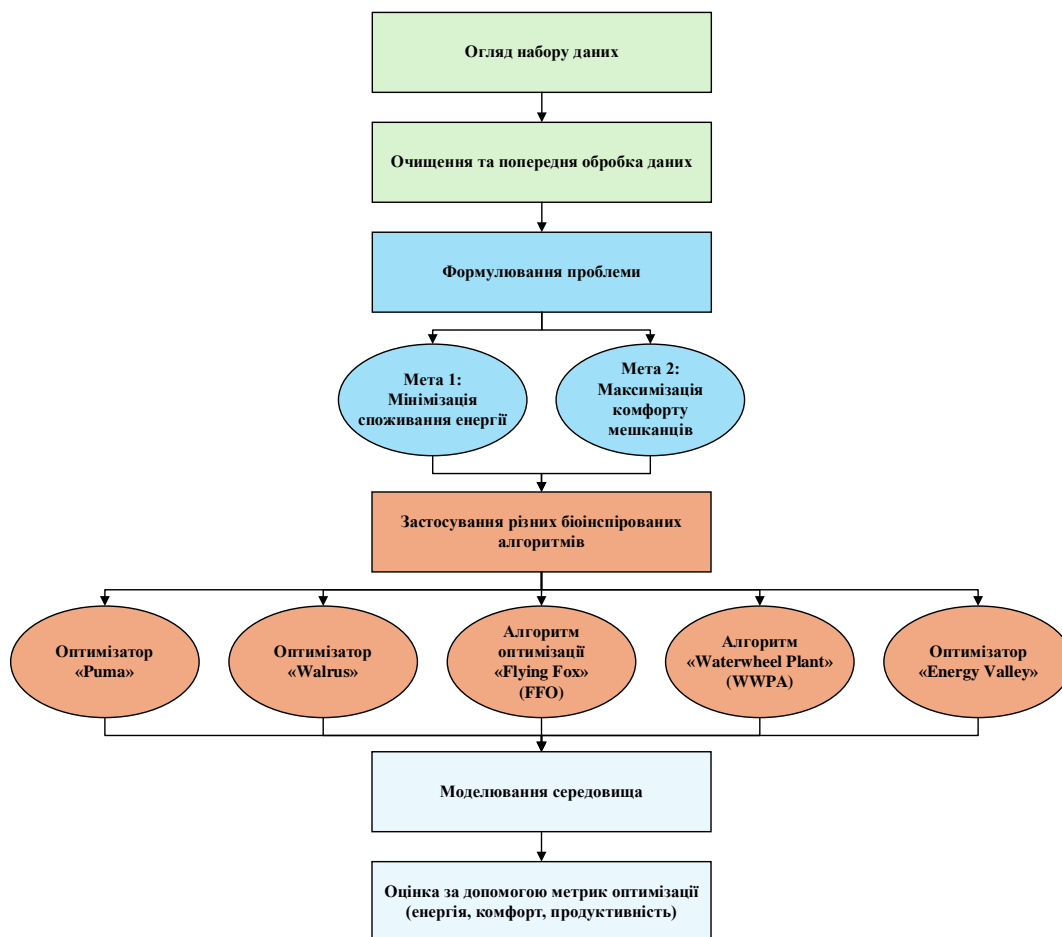 Огляд набору даних
Очищення та попередня обробка даних
Формулювання проблеми
Мета 1:
Мінімізація
споживання енергії
Мета 2:
Максимізація
комфорту
мешканців
Застосування різних біоінспірованих
алгоритмів
Оптимізатор
«Puma»
Оптимізатор
«Walrus»
Алгоритм
оптимізації
«Flying Fox»
(FFO)
Алгоритм
«Waterwheel Plant»
(WWPA)
Оптимізатор
«Energy Valley»
Моделювання середовища
Оцінка за допомогою метрик оптимізації
(енергія, комфорт, продуктивність)